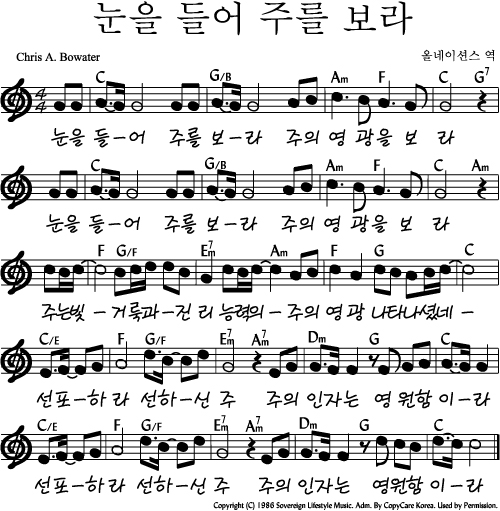 눈을 들어 주를 보라
Chris A. Bowater 올네이션스 역
C G/B Am F C G7
눈을 들–어 주를 보–라 주의 영 광을 보 라
C G/B Am F C Am
눈을 들–어 주를 보–라 주의 영 광을 보 라
F G/F Em7 Am F G C
주는빛 – 거룩과–진 리 능력의– 주의 영 광 나타나셨네–
C/E F G/F Em7 A7 Dm G C
선포–하 라 선하–신 주 주의 인자는 영 원함 이–라
C/E F G/F Em7 A7 Dm G C
선포–하 라 선하–신 주 주의 인자는 영원함 이–라
Copyright (C) 1986 Sovereign Lifestyle Music. Adm. By CopyCare Korea. Used by Permission.